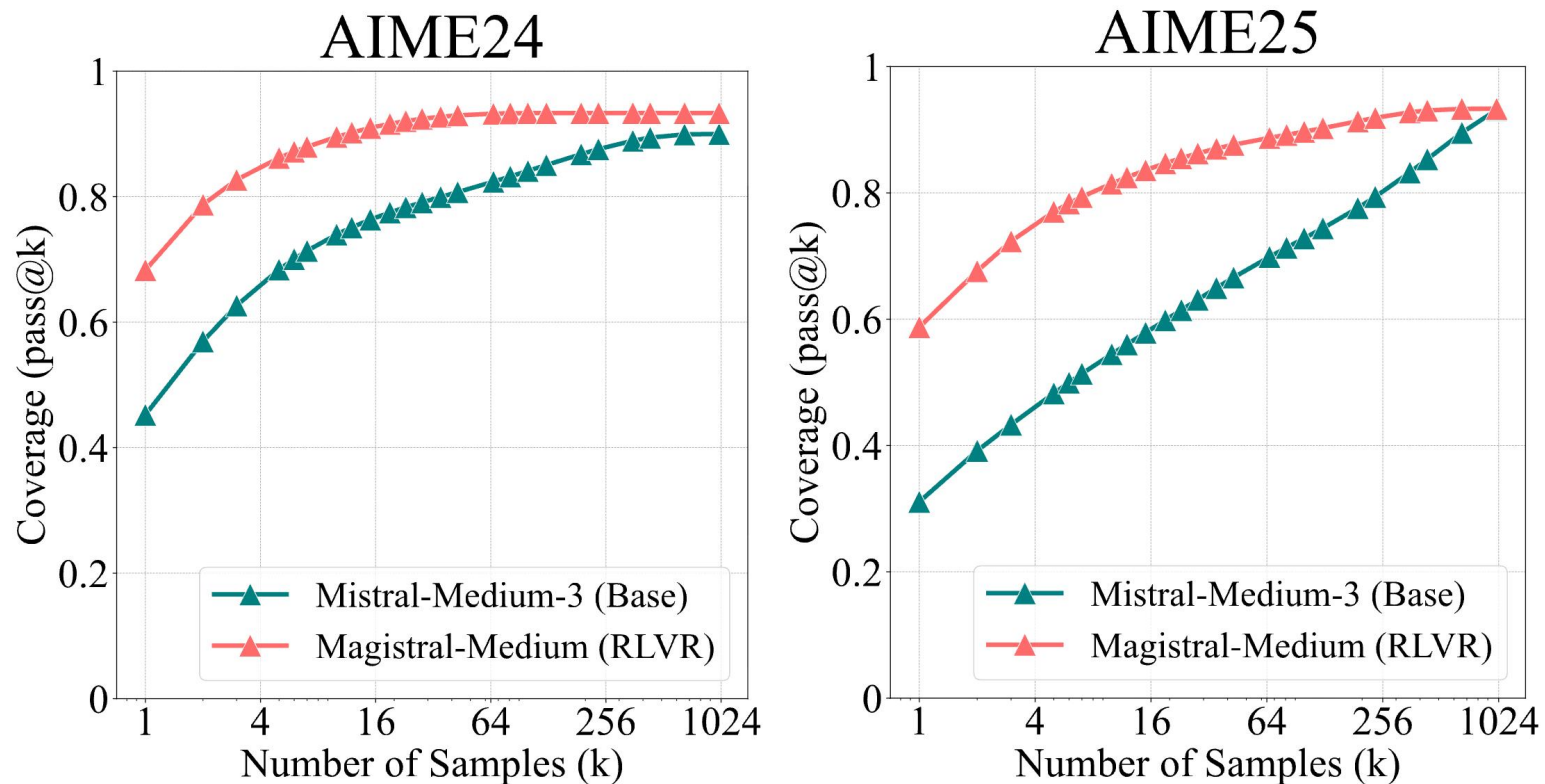 AIME24
Coverage (pass@k)
1
0.8
0.6
0.4
0.2
0
Mistral-Medium-3 (Base)
Magistral-Medium (RLVR)
1 4 16 64 256 1024
Number of Samples (k)
AIME25
Coverage (pass@k)
1
0.8
0.6
0.4
0.2
0
Mistral-Medium-3 (Base)
Magistral-Medium (RLVR)
1 4 16 64 256 1024
Number of Samples (k)